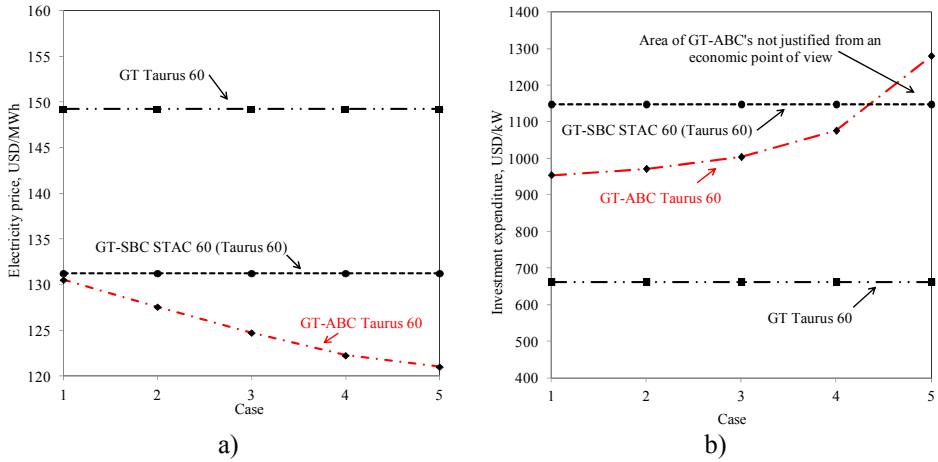 160
155
150
145
140
135
130
125
120
Electricity price, USD/MWh
GT Taurus 60
GT-SBC STAC 60 (Taurus 60)
GT-ABC Taurus 60
1
2
3
4
5
Case
a)
1400
1300
1200
1100
1000
900
800
700
600
500
400
Investment expenditure, USD/kW
Area of GT-ABC's not justified from an
economic point of view
GT-SBC STAC 60 (Taurus 60)
GT-ABC Taurus 60
GT Taurus 60
1
2
3
4
5
Case
b)